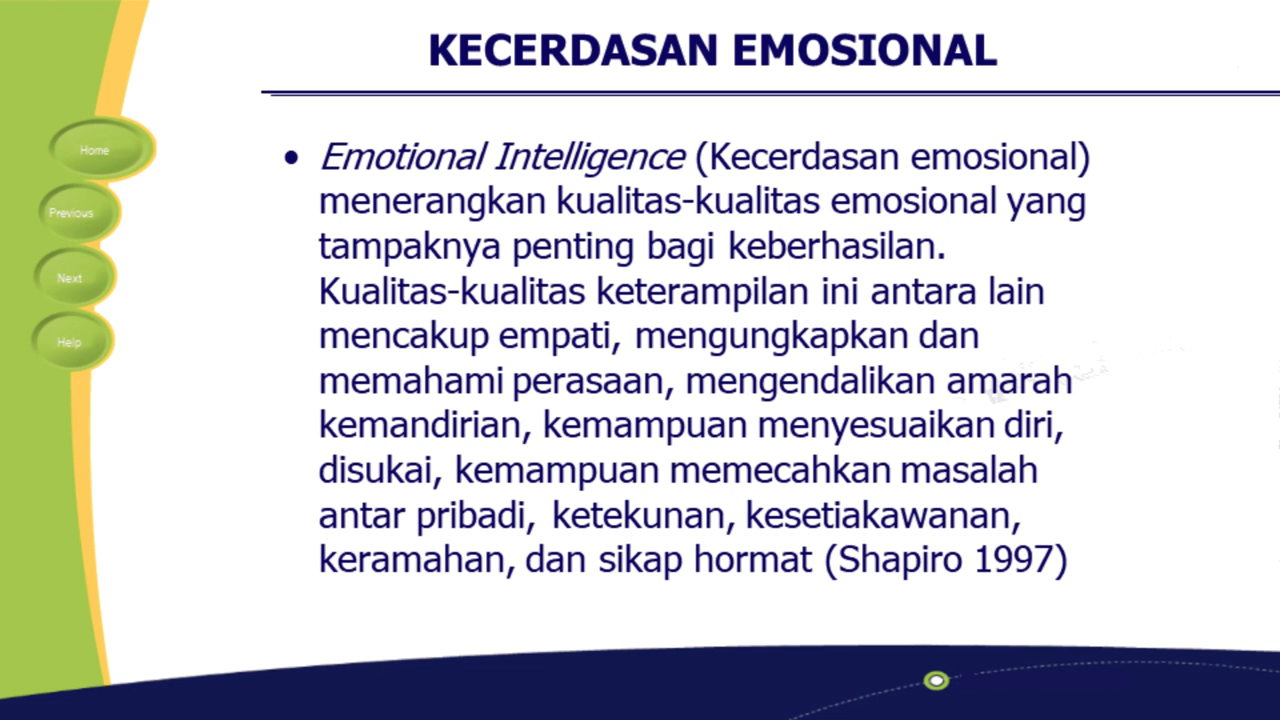 KECERDASAN EMOSIONAL
Home
Previous
Next
Help
• Emotional Intelligence (Kecerdasan emosional)
menerangkan kualitas-kualitas emosional yang
tampaknya penting bagi keberhasilan.
Kualitas-kualitas keterampilan ini antara lain
mencakup empati, mengungkapkan dan
memahami perasaan, mengendalikan amarah
kemandirian, kemampuan menyesuaikan diri,
disukai, kemampuan memecahkan masalah
antar pribadi, ketekunan, kesetiakawanan,
keramahan, dan sikap hormat (Shapiro 1997)